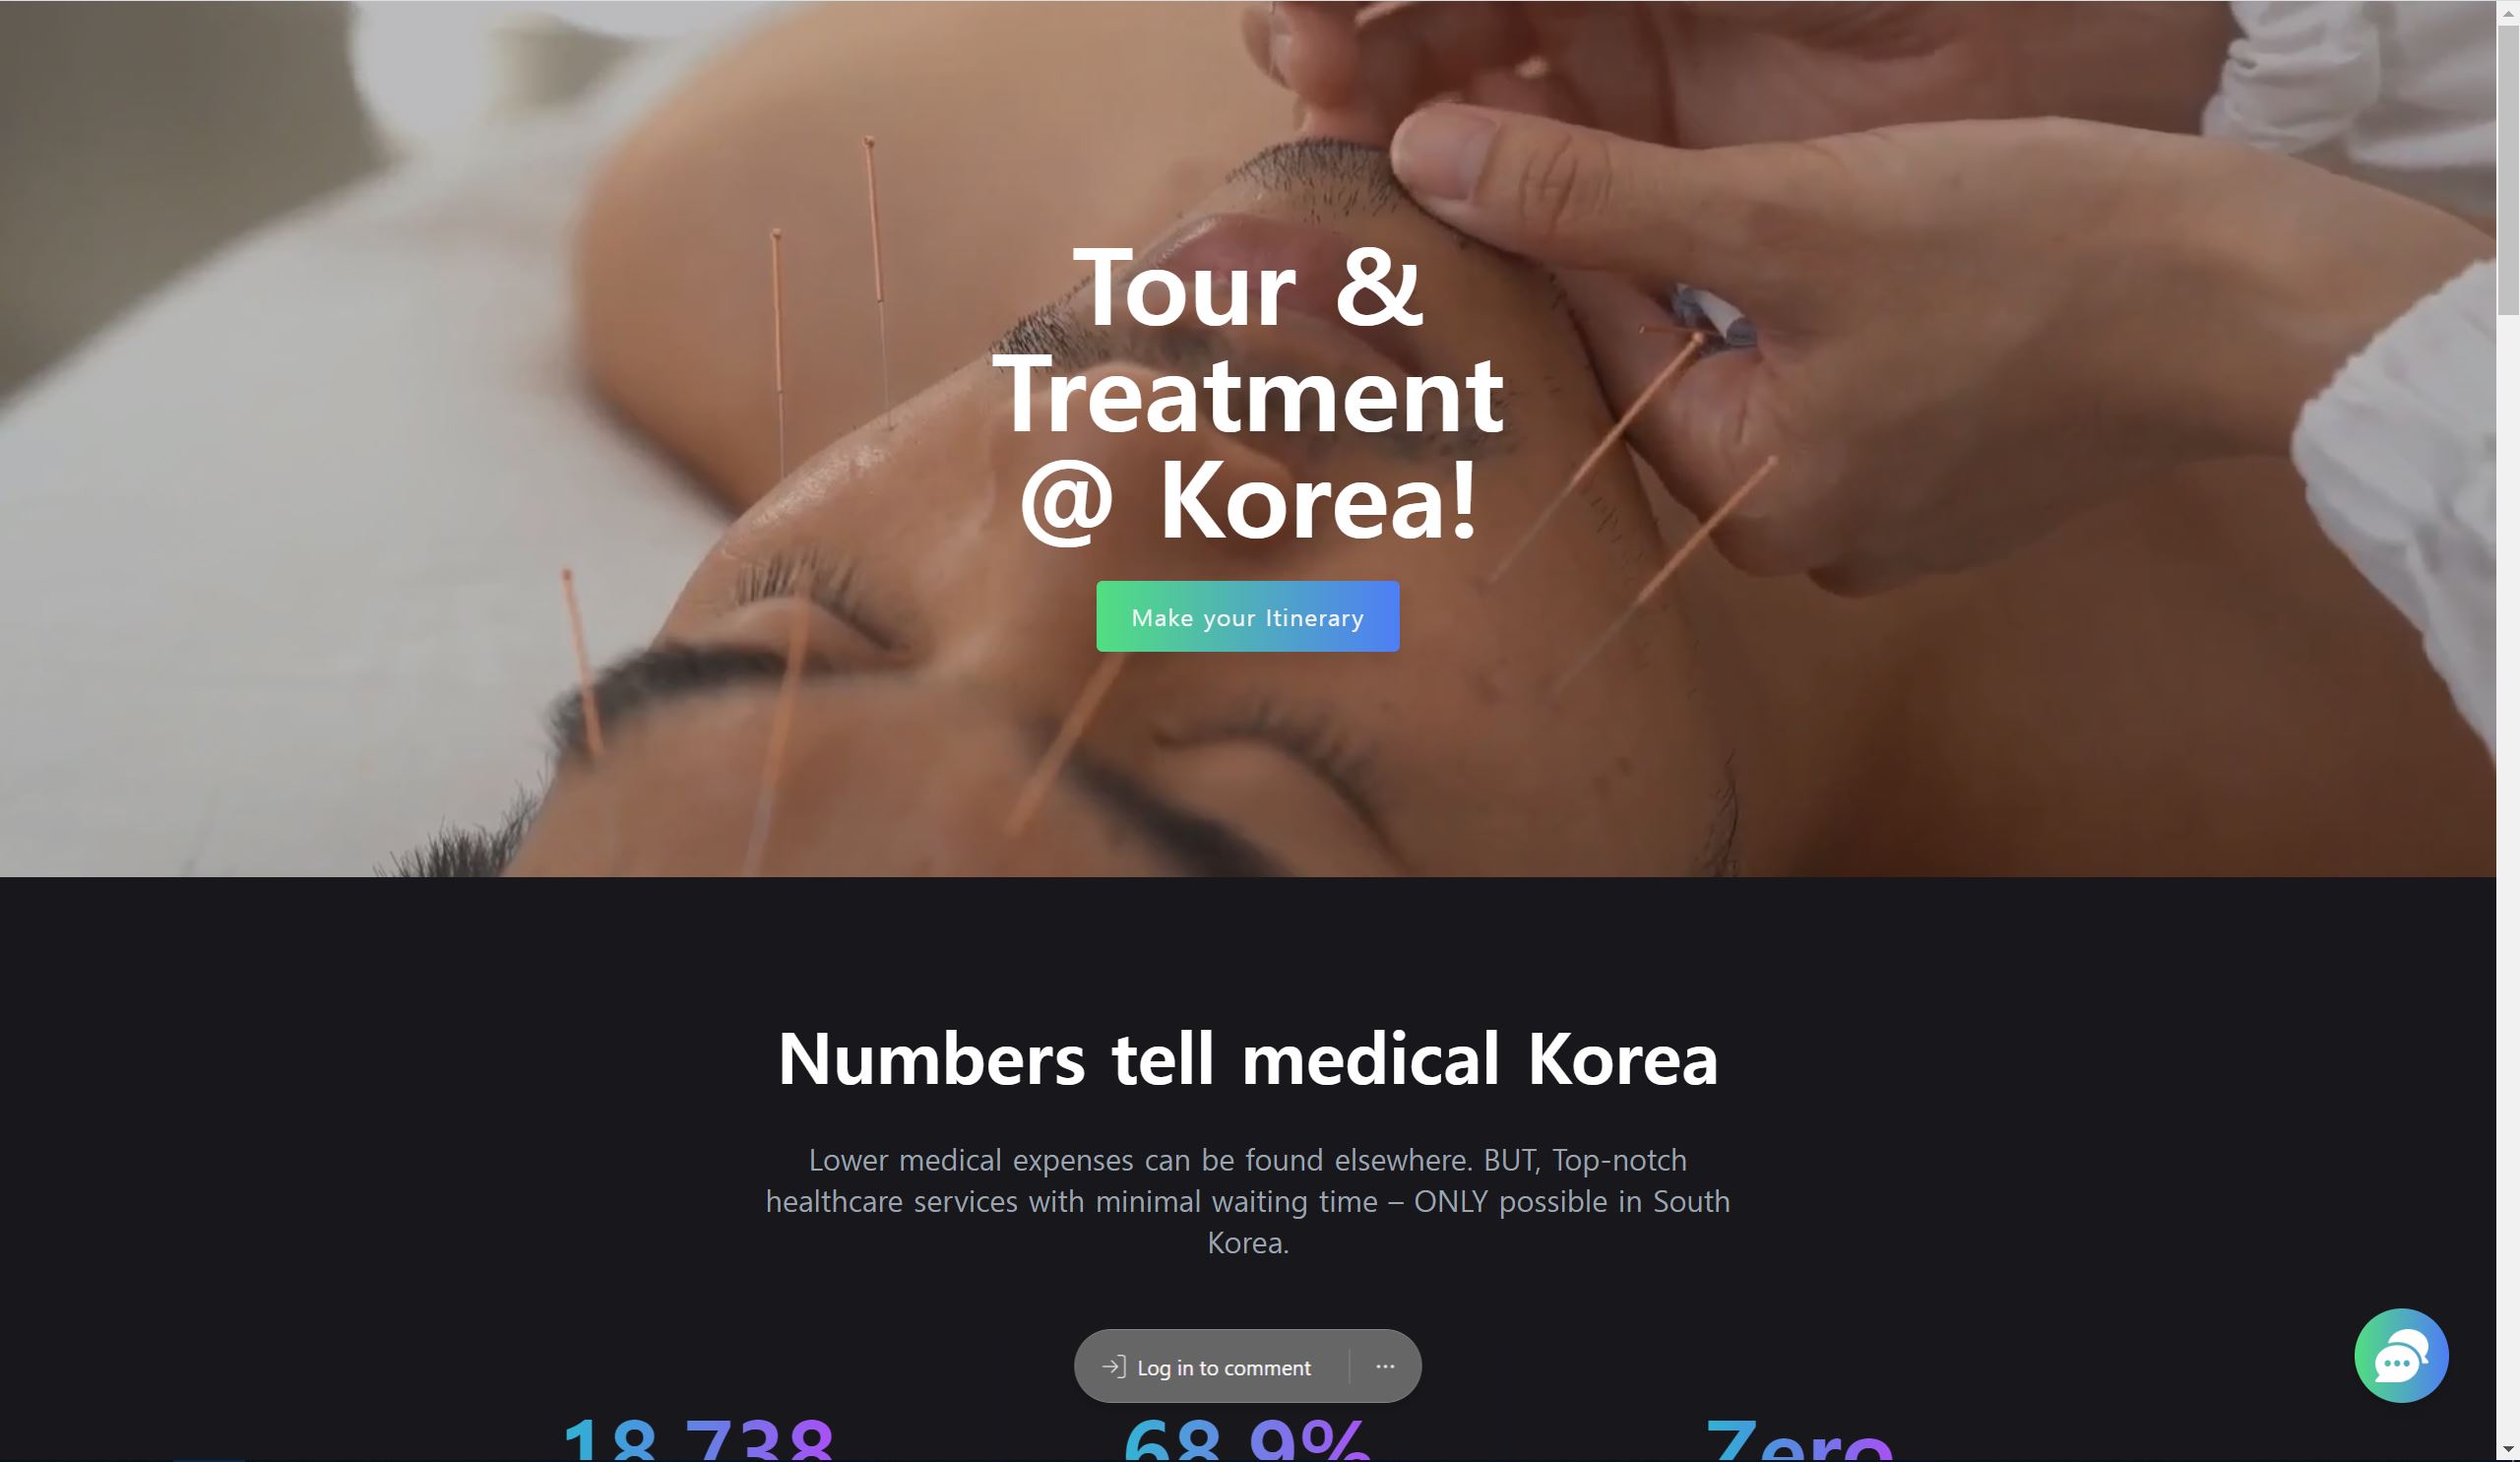 Tour &
Treatment
@ Korea!
Make your Itinerary
Numbers tell medical Korea
Lower medical expenses can be found elsewhere. BUT, Top-notch
healthcare services with minimal waiting time – ONLY possible in South
Korea.
Log in to comment
18,738
68.9%
Zero